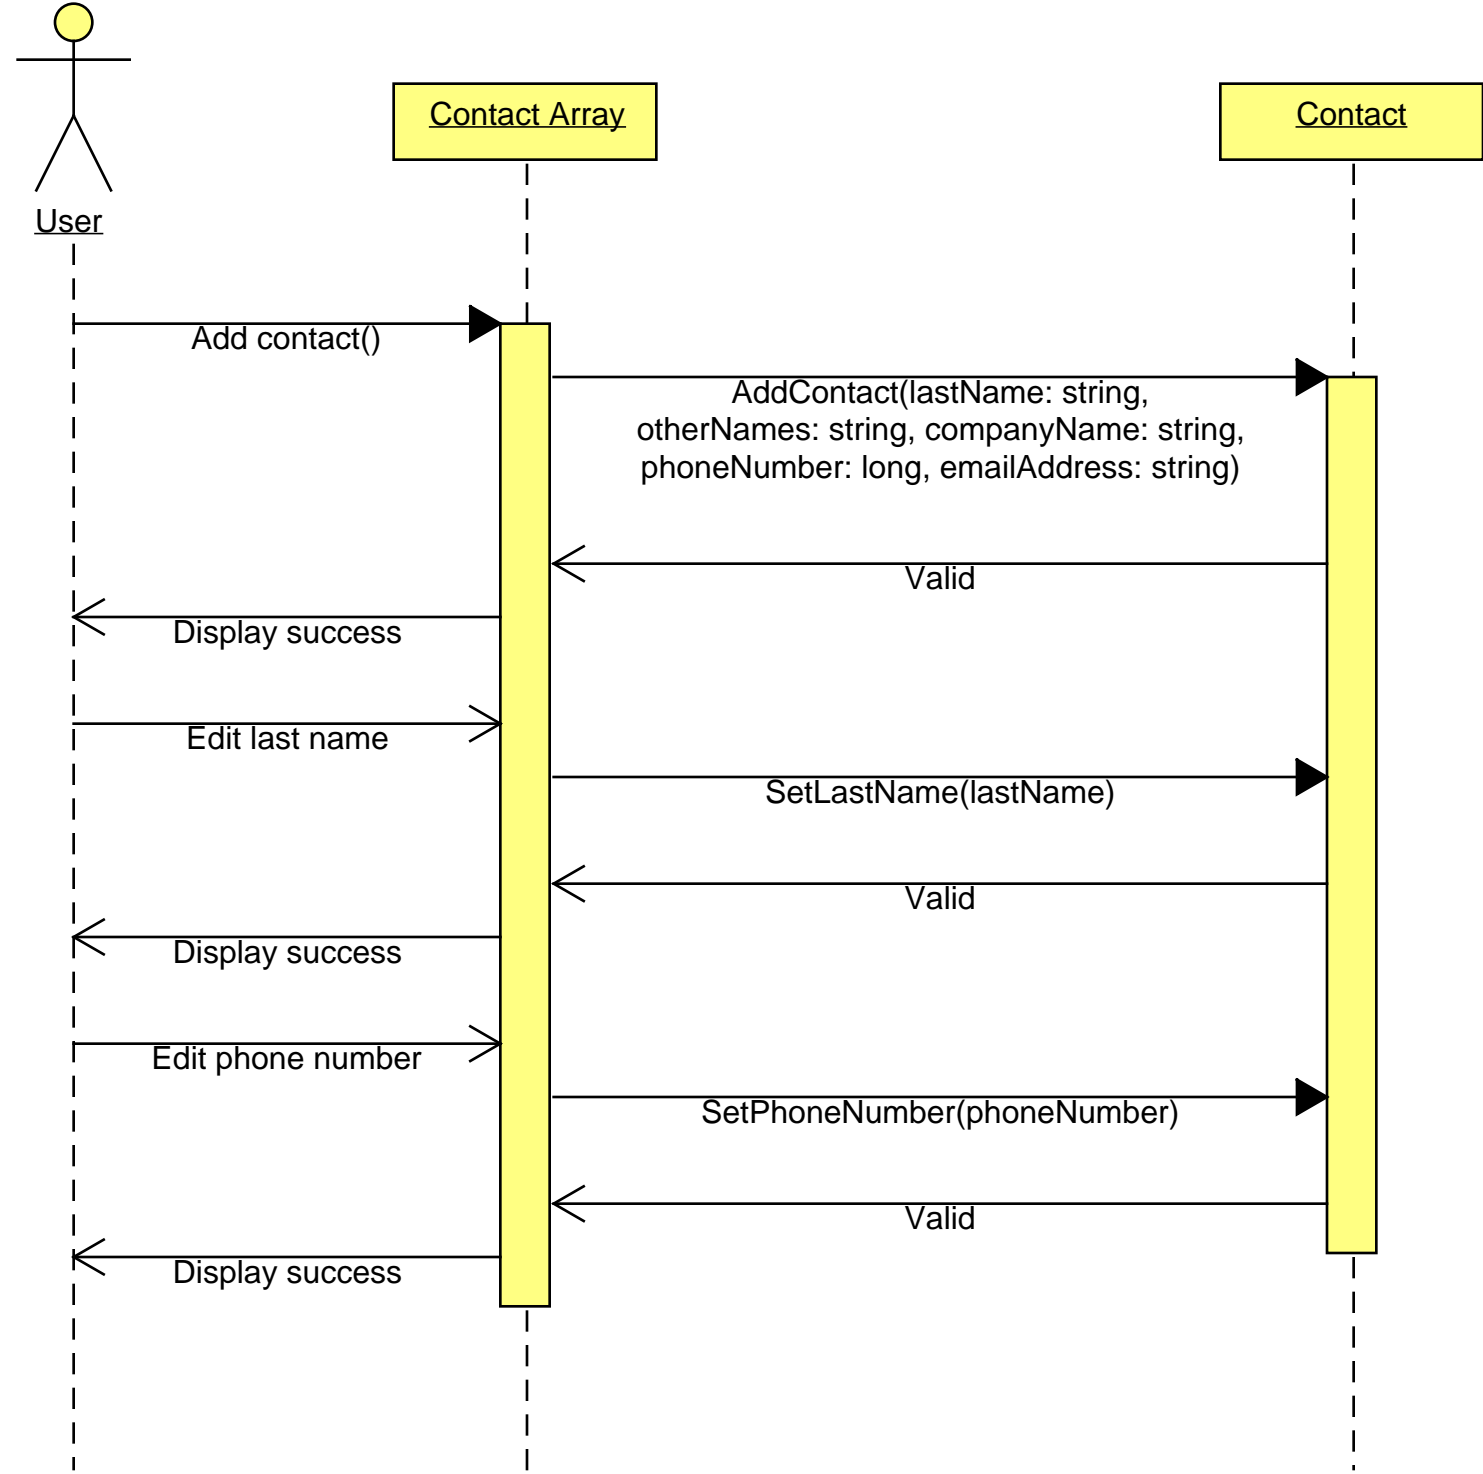 Contact Array
Contact
User
Add contact()
AddContact(lastName: string,
otherNames: string, companyName: string,
phoneNumber: long, emailAddress: string)
Valid
Display success
Edit last name
SetLastName(lastName)
Valid
Display success
Edit phone number
SetPhoneNumber(phoneNumber)
Valid
Display success